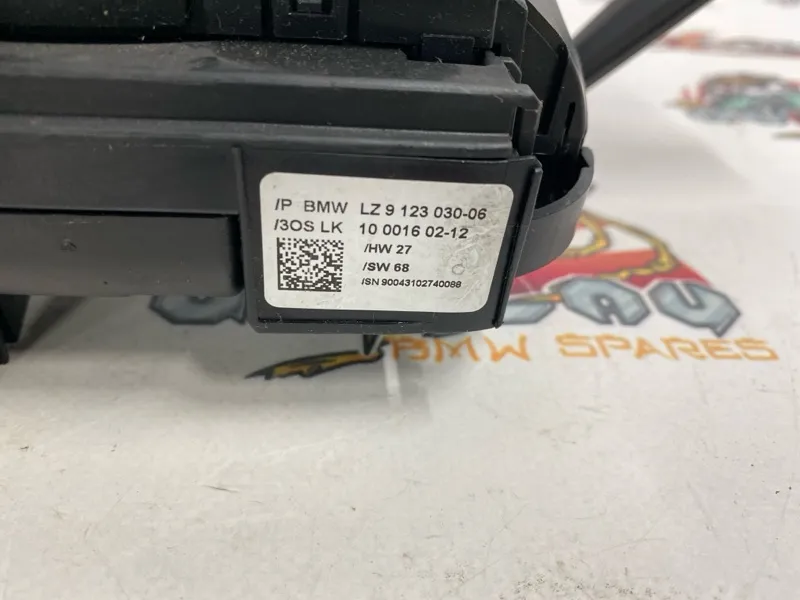 /P BMW LZ 9 123 030-06
/3OS LK 10 0016 02-12
/HW 27
/SW 68
/SN 90043102740088
BMW SPARES